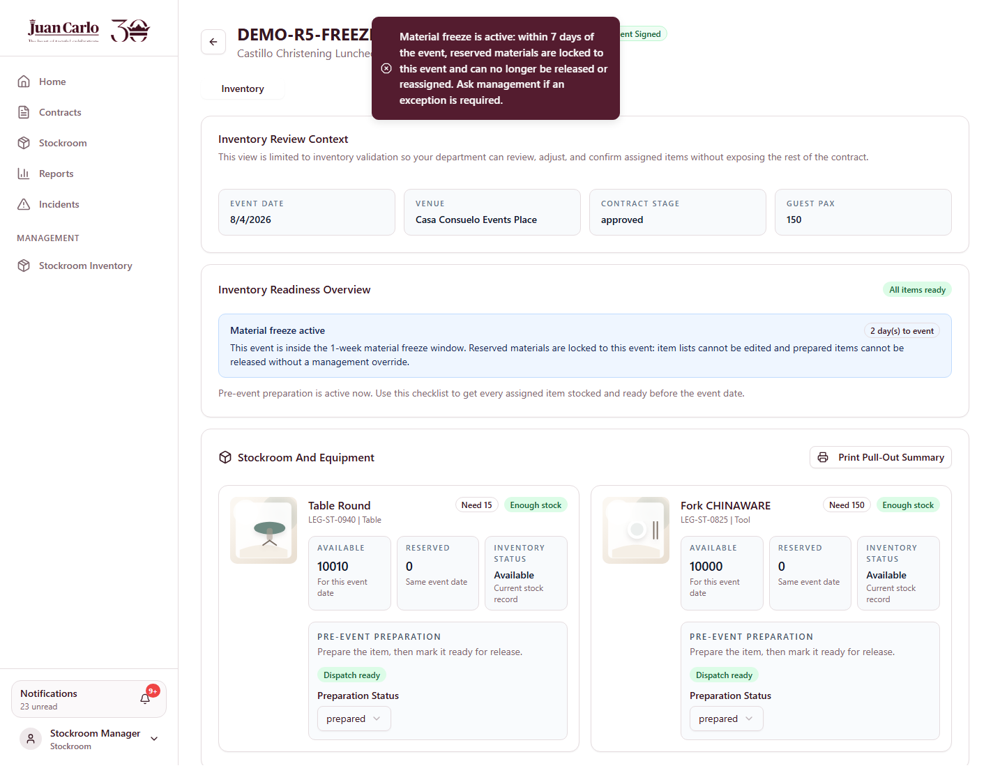 Juan Carlo 30
Home
Contracts
Stockroom
Reports
Incidents
MANAGEMENT
Stockroom Inventory
Notifications
23 unread
9+
Stockroom Manager
Stockroom
DEMO-R5-FREEZE
Castillo Christening Lunche
ent Signed
Material freeze is active: within 7 days of
the event, reserved materials are locked to
this event and can no longer be released or
reassigned. Ask management if an
exception is required.
Inventory
Inventory Review Context
This view is limited to inventory validation so your department can review, adjust, and confirm assigned items without exposing the rest of the contract.
EVENT DATE
8/4/2026
VENUE
Casa Consuelo Events Place
CONTRACT STAGE
approved
GUEST PAX
150
Inventory Readiness Overview
All items ready
Material freeze active
2 day(s) to event
This event is inside the 1-week material freeze window. Reserved materials are locked to this event: item lists cannot be edited and prepared items cannot be
released without a management override.
Pre-event preparation is active now. Use this checklist to get every assigned item stocked and ready before the event date.
Stockroom And Equipment
Print Pull-Out Summary
Table Round
Need 15
Enough stock
LEG-ST-0940 | Table
AVAILABLE
10010
For this event
date
RESERVED
0
Same event date
INVENTORY
STATUS
Available
Current stock
record
PRE-EVENT PREPARATION
Prepare the item, then mark it ready for release.
Dispatch ready
Preparation Status
prepared
Fork CHINAWARE
Need 150
Enough stock
LEG-ST-0825 | Tool
AVAILABLE
10000
For this event
date
RESERVED
0
Same event date
INVENTORY
STATUS
Available
Current stock
record
PRE-EVENT PREPARATION
Prepare the item, then mark it ready for release.
Dispatch ready
Preparation Status
prepared